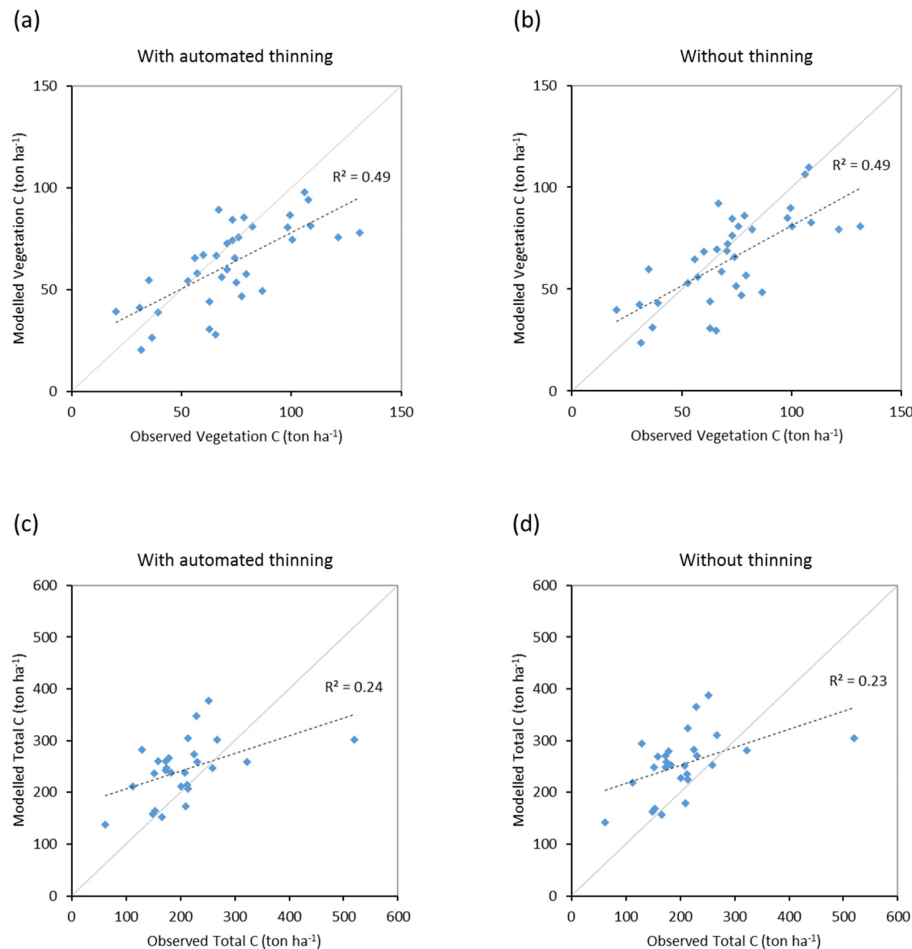 (a)
With automated thinning
150
100
50
0
0 50 100 150
Modelled Vegetation C (ton ha⁻¹)
R² = 0.49
Observed Vegetation C (ton ha⁻¹)
(b)
Without thinning
150
100
50
0
0 50 100 150
Modelled Vegetation C (ton ha⁻¹)
R² = 0.49
Observed Vegetation C (ton ha⁻¹)
(c)
With automated thinning
600
500
400
300
200
100
0
0 100 200 300 400 500 600
Modelled Total C (ton ha⁻¹)
R² = 0.24
Observed Total C (ton ha⁻¹)
(d)
Without thinning
600
500
400
300
200
100
0
0 100 200 300 400 500 600
Modelled Total C (ton ha⁻¹)
R² = 0.23
Observed Total C (ton ha⁻¹)